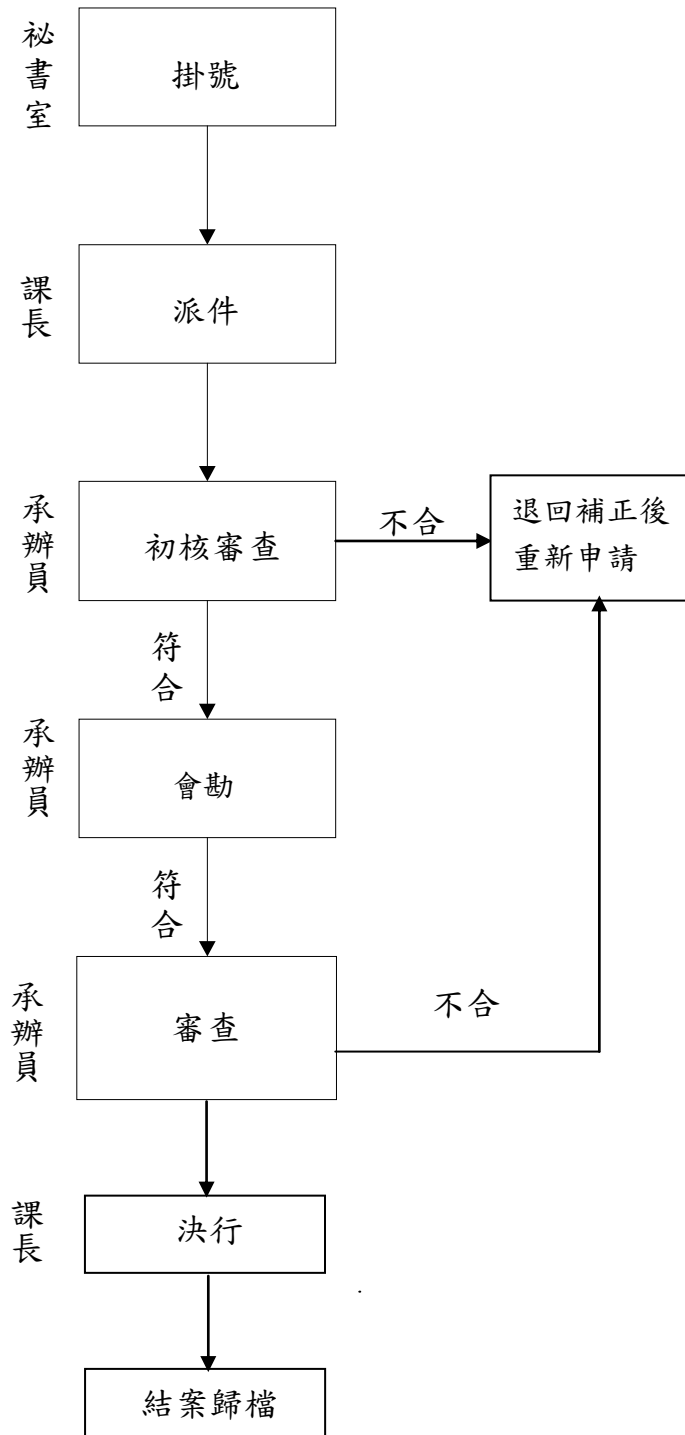 祕書室
掛號
課長
派件
承辦員
初核審查
不合
退回補正後
重新申請
符合
承辦員
會勘
符合
承辦員
審查
不合
課長
決行
結案歸檔